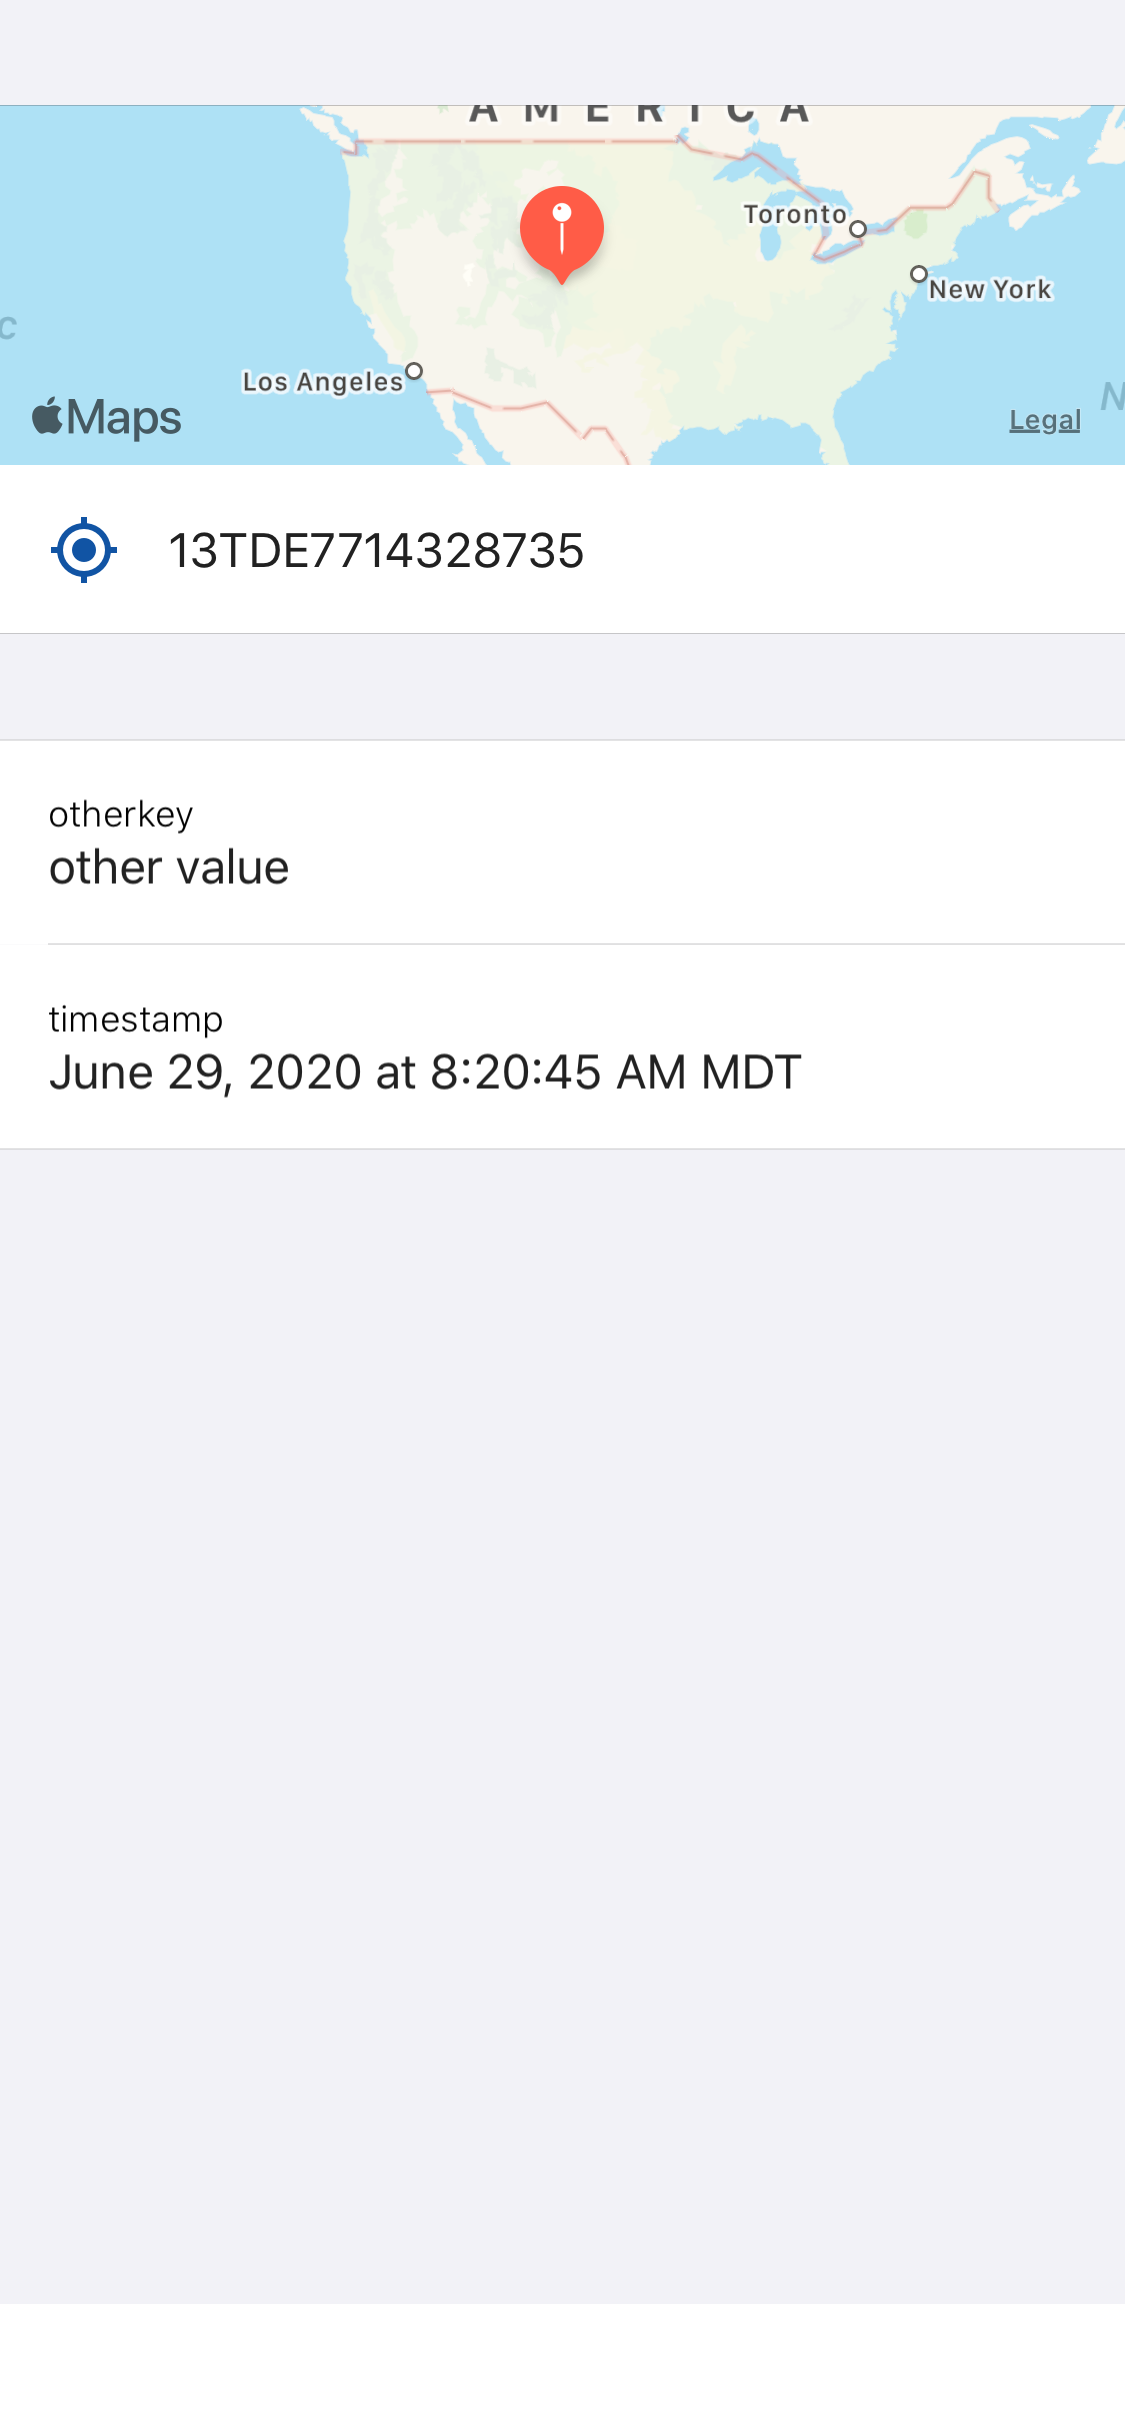 AMERICA
Toronto
New York
C
Los Angeles
N
Maps
Legal
13TDE7714328735
otherkey
other value
timestamp
June 29, 2020 at 8:20:45 AM MDT